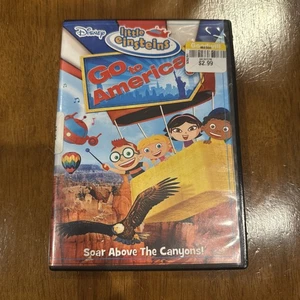 Disney
little
einsteins
$2.99
Go to
America
Soar Above The Canyons!